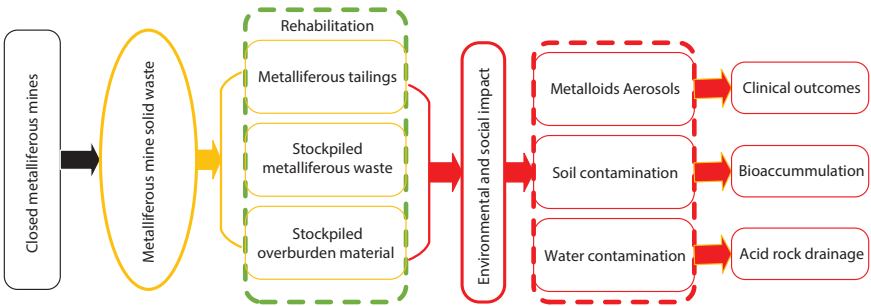 Closed metalliferous mines
Metalliferous mine solid waste
Rehabilitation
Metalliferous tailings
Stockpiled
metalliferous waste
Stockpiled
overburden material
Environmental and social impact
Metalloids Aerosols
Soil contamination
Water contamination
Clinical outcomes
Bioaccummulation
Acid rock drainage